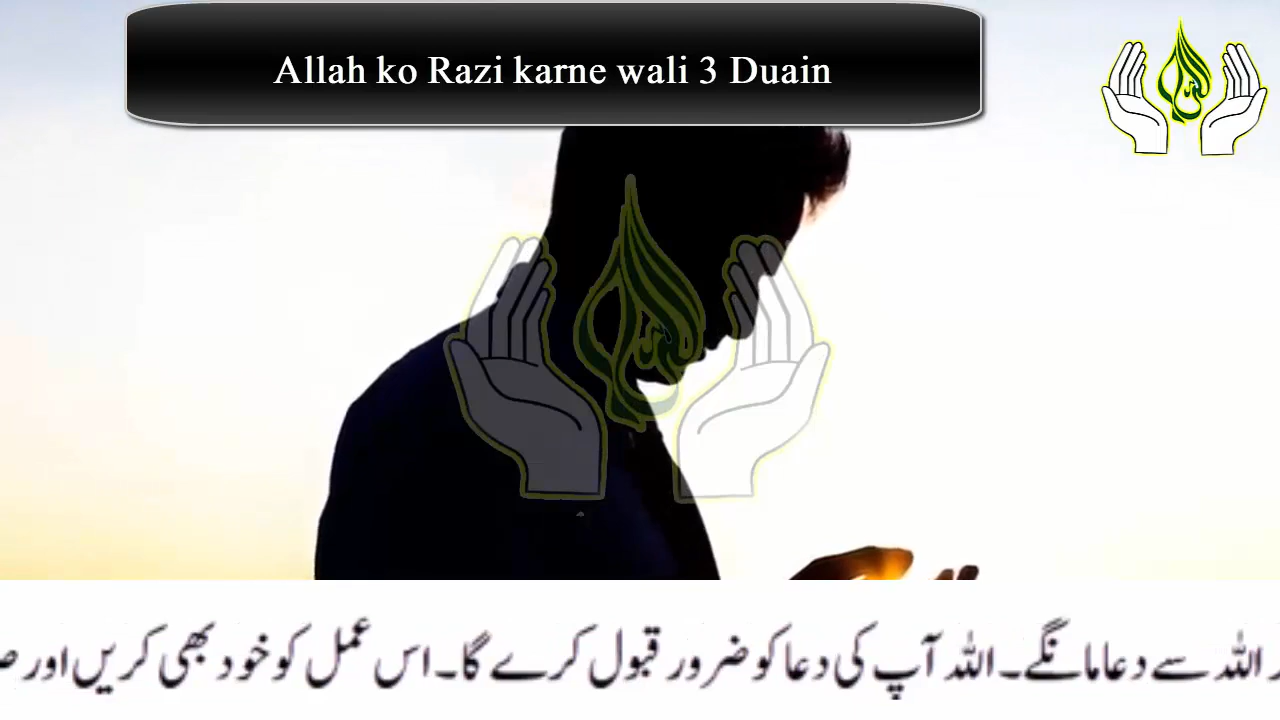 Allah ko Razi karne wali 3 Duain
اللہ سے دعا مانگے۔ اللہ آپ کی دعا کو ضرور قبول کرے گا۔ اس عمل کو خود بھی کریں اور